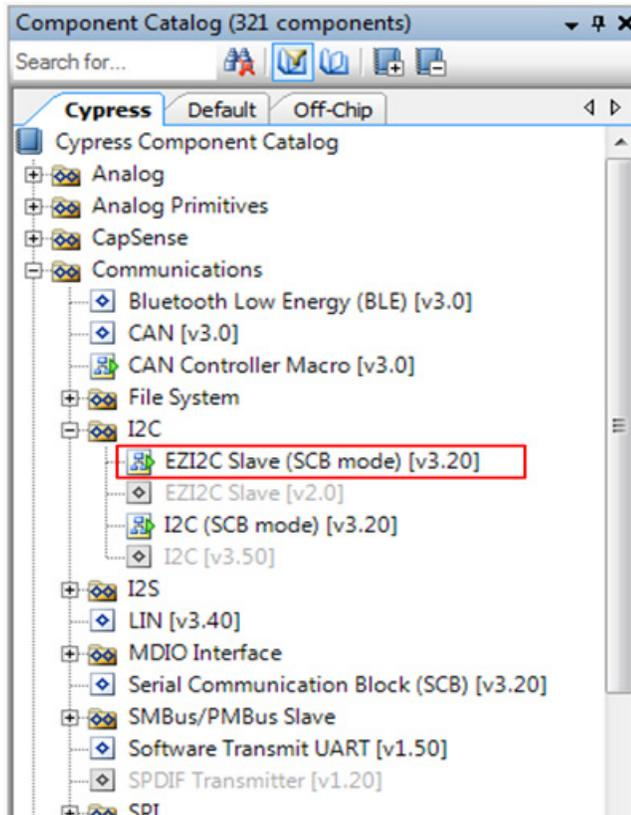 Component Catalog (321 components)
Search for...
Cypress Default Off-Chip
Cypress Component Catalog
Analog
Analog Primitives
CapSense
Communications
Bluetooth Low Energy (BLE) [v3.0]
CAN [v3.0]
CAN Controller Macro [v3.0]
File System
I2C
EZI2C Slave (SCB mode) [v3.20]
EZI2C Slave [v2.0]
I2C (SCB mode) [v3.20]
I2C [v3.50]
I2S
LIN [v3.40]
MDIO Interface
Serial Communication Block (SCB) [v3.20]
SMBus/PMBus Slave
Software Transmit UART [v1.50]
SPDIF Transmitter [v1.20]
SPI